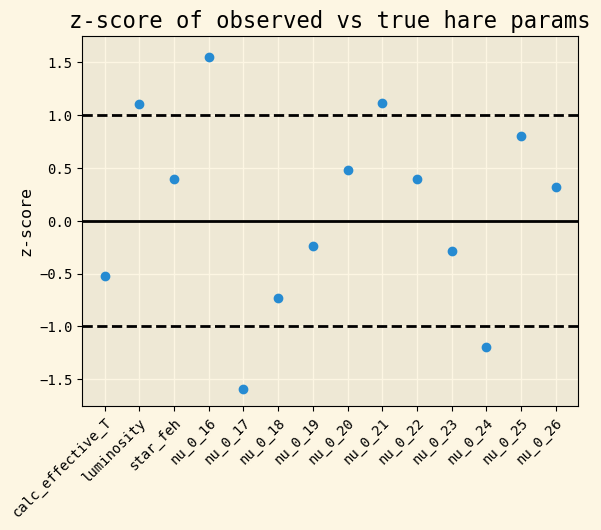 z-score of observed vs true hare params
z-score
1.5
1.0
0.5
0.0
−0.5
−1.0
−1.5
calc_effective_T
luminosity
star_feh
nu_0_16
nu_0_17
nu_0_18
nu_0_19
nu_0_20
nu_0_21
nu_0_22
nu_0_23
nu_0_24
nu_0_25
nu_0_26